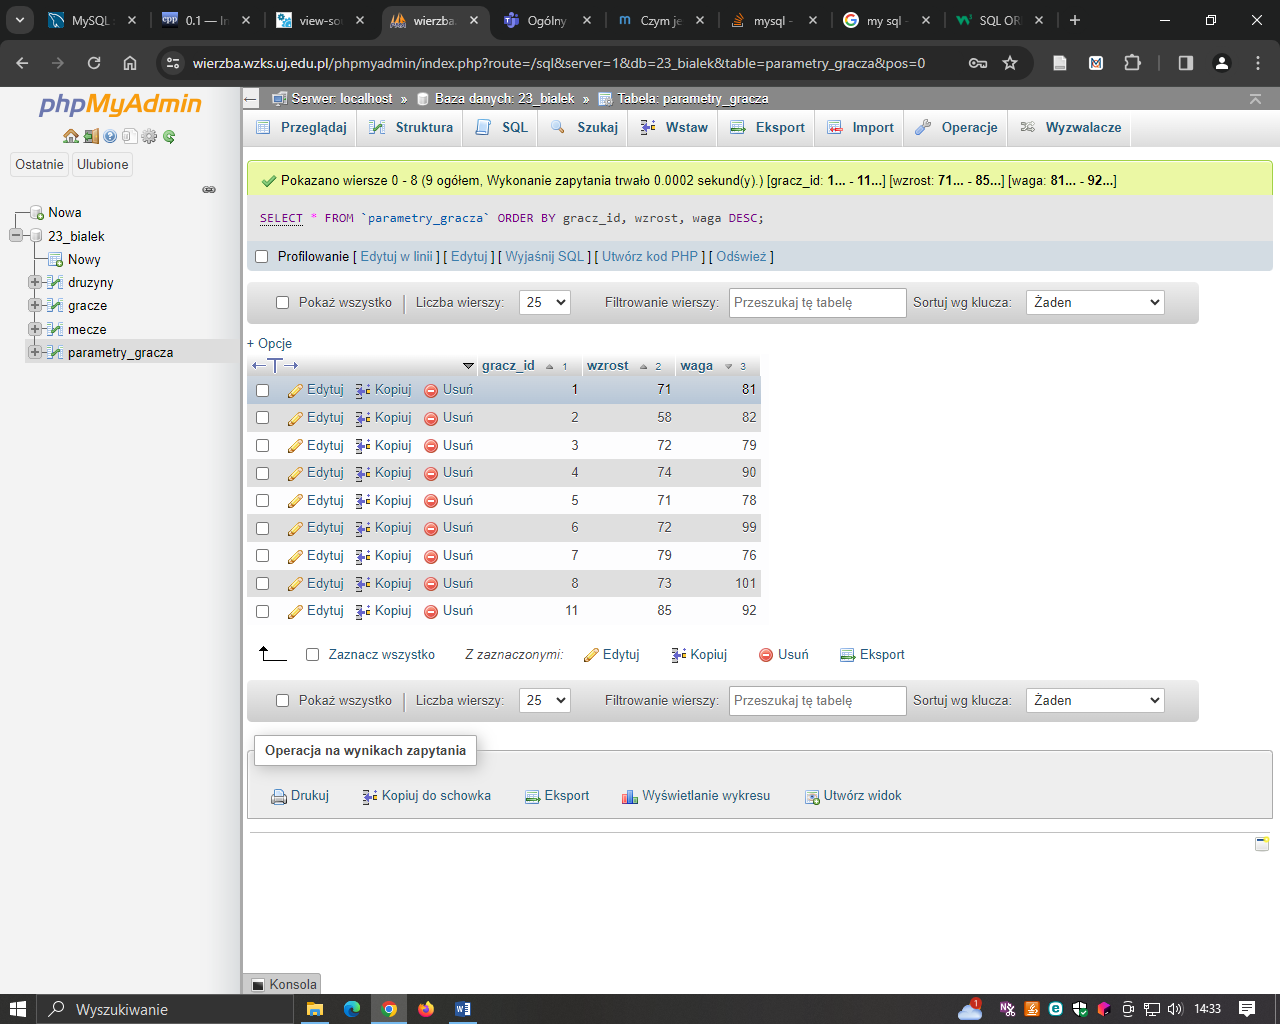 MySQL :
0.1 — In
view-sou
wierzba.
Ogólny
Czym je
mysql -
my sql -
SQL OR
wierzba.wzks.uj.edu.pl/phpmyadmin/index.php?route=/sql&server=1&db=23_bialek&table=parametry_gracza&pos=0
phpMyAdmin
Ostatnie Ulubione
Nowa
23_bialek
Nowy
druzyny
gracze
mecze
parametry_gracza
Serwer: localhost » Baza danych: 23_bialek » Tabela: parametry_gracza
Przeglądaj Struktura SQL Szukaj Wstaw Eksport Import Operacje Wyzwalacze
Pokazano wiersze 0 - 8 (9 ogółem, Wykonanie zapytania trwało 0.0002 sekund(y).) [gracz_id: 1... - 11...] [wzrost: 71... - 85...] [waga: 81... - 92...]
SELECT * FROM `parametry_gracza` ORDER BY gracz_id, wzrost, waga DESC;
Profilowanie [ Edytuj w linii ] [ Edytuj ] [ Wyjaśnij SQL ] [ Utwórz kod PHP ] [ Odśwież ]
Pokaż wszystko Liczba wierszy: 25 Filtrowanie wierszy: Przeszukaj tę tabelę Sortuj wg klucza: Żaden
+ Opcje
gracz_id 1 wzrost 2 waga 3
Edytuj Kopiuj Usuń 1 71 81
Edytuj Kopiuj Usuń 2 58 82
Edytuj Kopiuj Usuń 3 72 79
Edytuj Kopiuj Usuń 4 74 90
Edytuj Kopiuj Usuń 5 71 78
Edytuj Kopiuj Usuń 6 72 99
Edytuj Kopiuj Usuń 7 79 76
Edytuj Kopiuj Usuń 8 73 101
Edytuj Kopiuj Usuń 11 85 92
Zaznacz wszystko Z zaznaczonymi: Edytuj Kopiuj Usuń Eksport
Pokaż wszystko Liczba wierszy: 25 Filtrowanie wierszy: Przeszukaj tę tabelę Sortuj wg klucza: Żaden
Operacja na wynikach zapytania
Drukuj Kopiuj do schowka Eksport Wyświetlanie wykresu Utwórz widok
Konsola
Wyszukiwanie
1
14:33